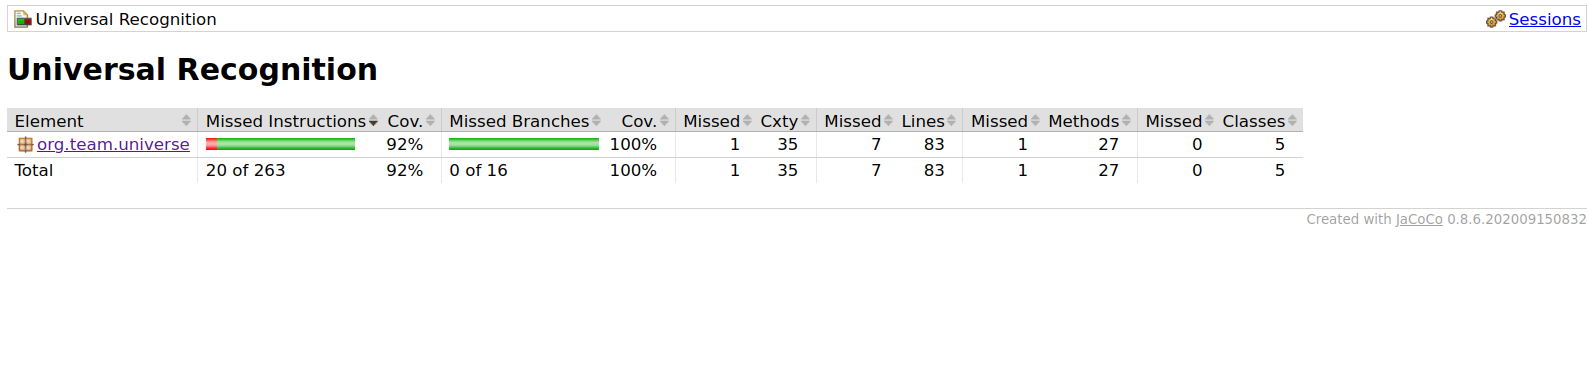 Universal Recognition Sessions
Universal Recognition
Element Missed Instructions Cov. Missed Branches Cov. Missed Cxty Missed Lines Missed Methods Missed Classes
org.team.universe 92% 100% 1 35 7 83 1 27 0 5
Total 20 of 263 92% 0 of 16 100% 1 35 7 83 1 27 0 5
Created with JaCoCo 0.8.6.202009150832